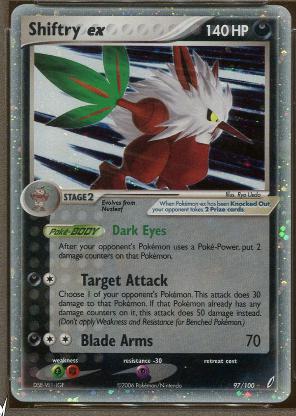 Shiftry ex 140 HP
Illus. Ryo Ueda
STAGE 2
Evolves from
Nuzleaf
When Pokémon-ex has been Knocked Out
your opponent takes 2 Prize cards
Poké-BODY Dark Eyes
After your opponent's Pokémon uses a Poké-Power, put 2
damage counters on that Pokémon.
Target Attack
Choose 1 of your opponent's Pokémon. This attack does 30
damage to that Pokémon. If that Pokémon already has any
damage counters on it, this attack does 50 damage instead.
(Don't apply Weakness and Resistance for Benched Pokémon.)
Blade Arms 70
weakness resistance -30 retreat cost
©2006 Pokémon/Nintendo 97/100